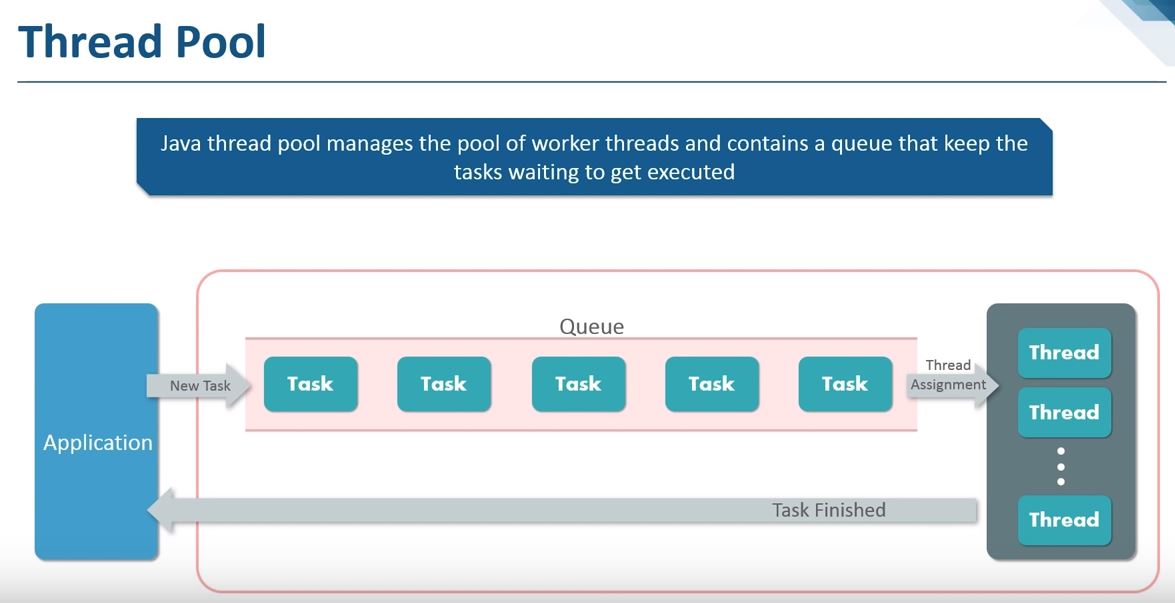 Thread Pool
Java thread pool manages the pool of worker threads and contains a queue that keep the
tasks waiting to get executed
Queue
Application
New Task
Task
Task
Task
Task
Task
Thread
Assignment
Thread
Thread
Thread
Task Finished